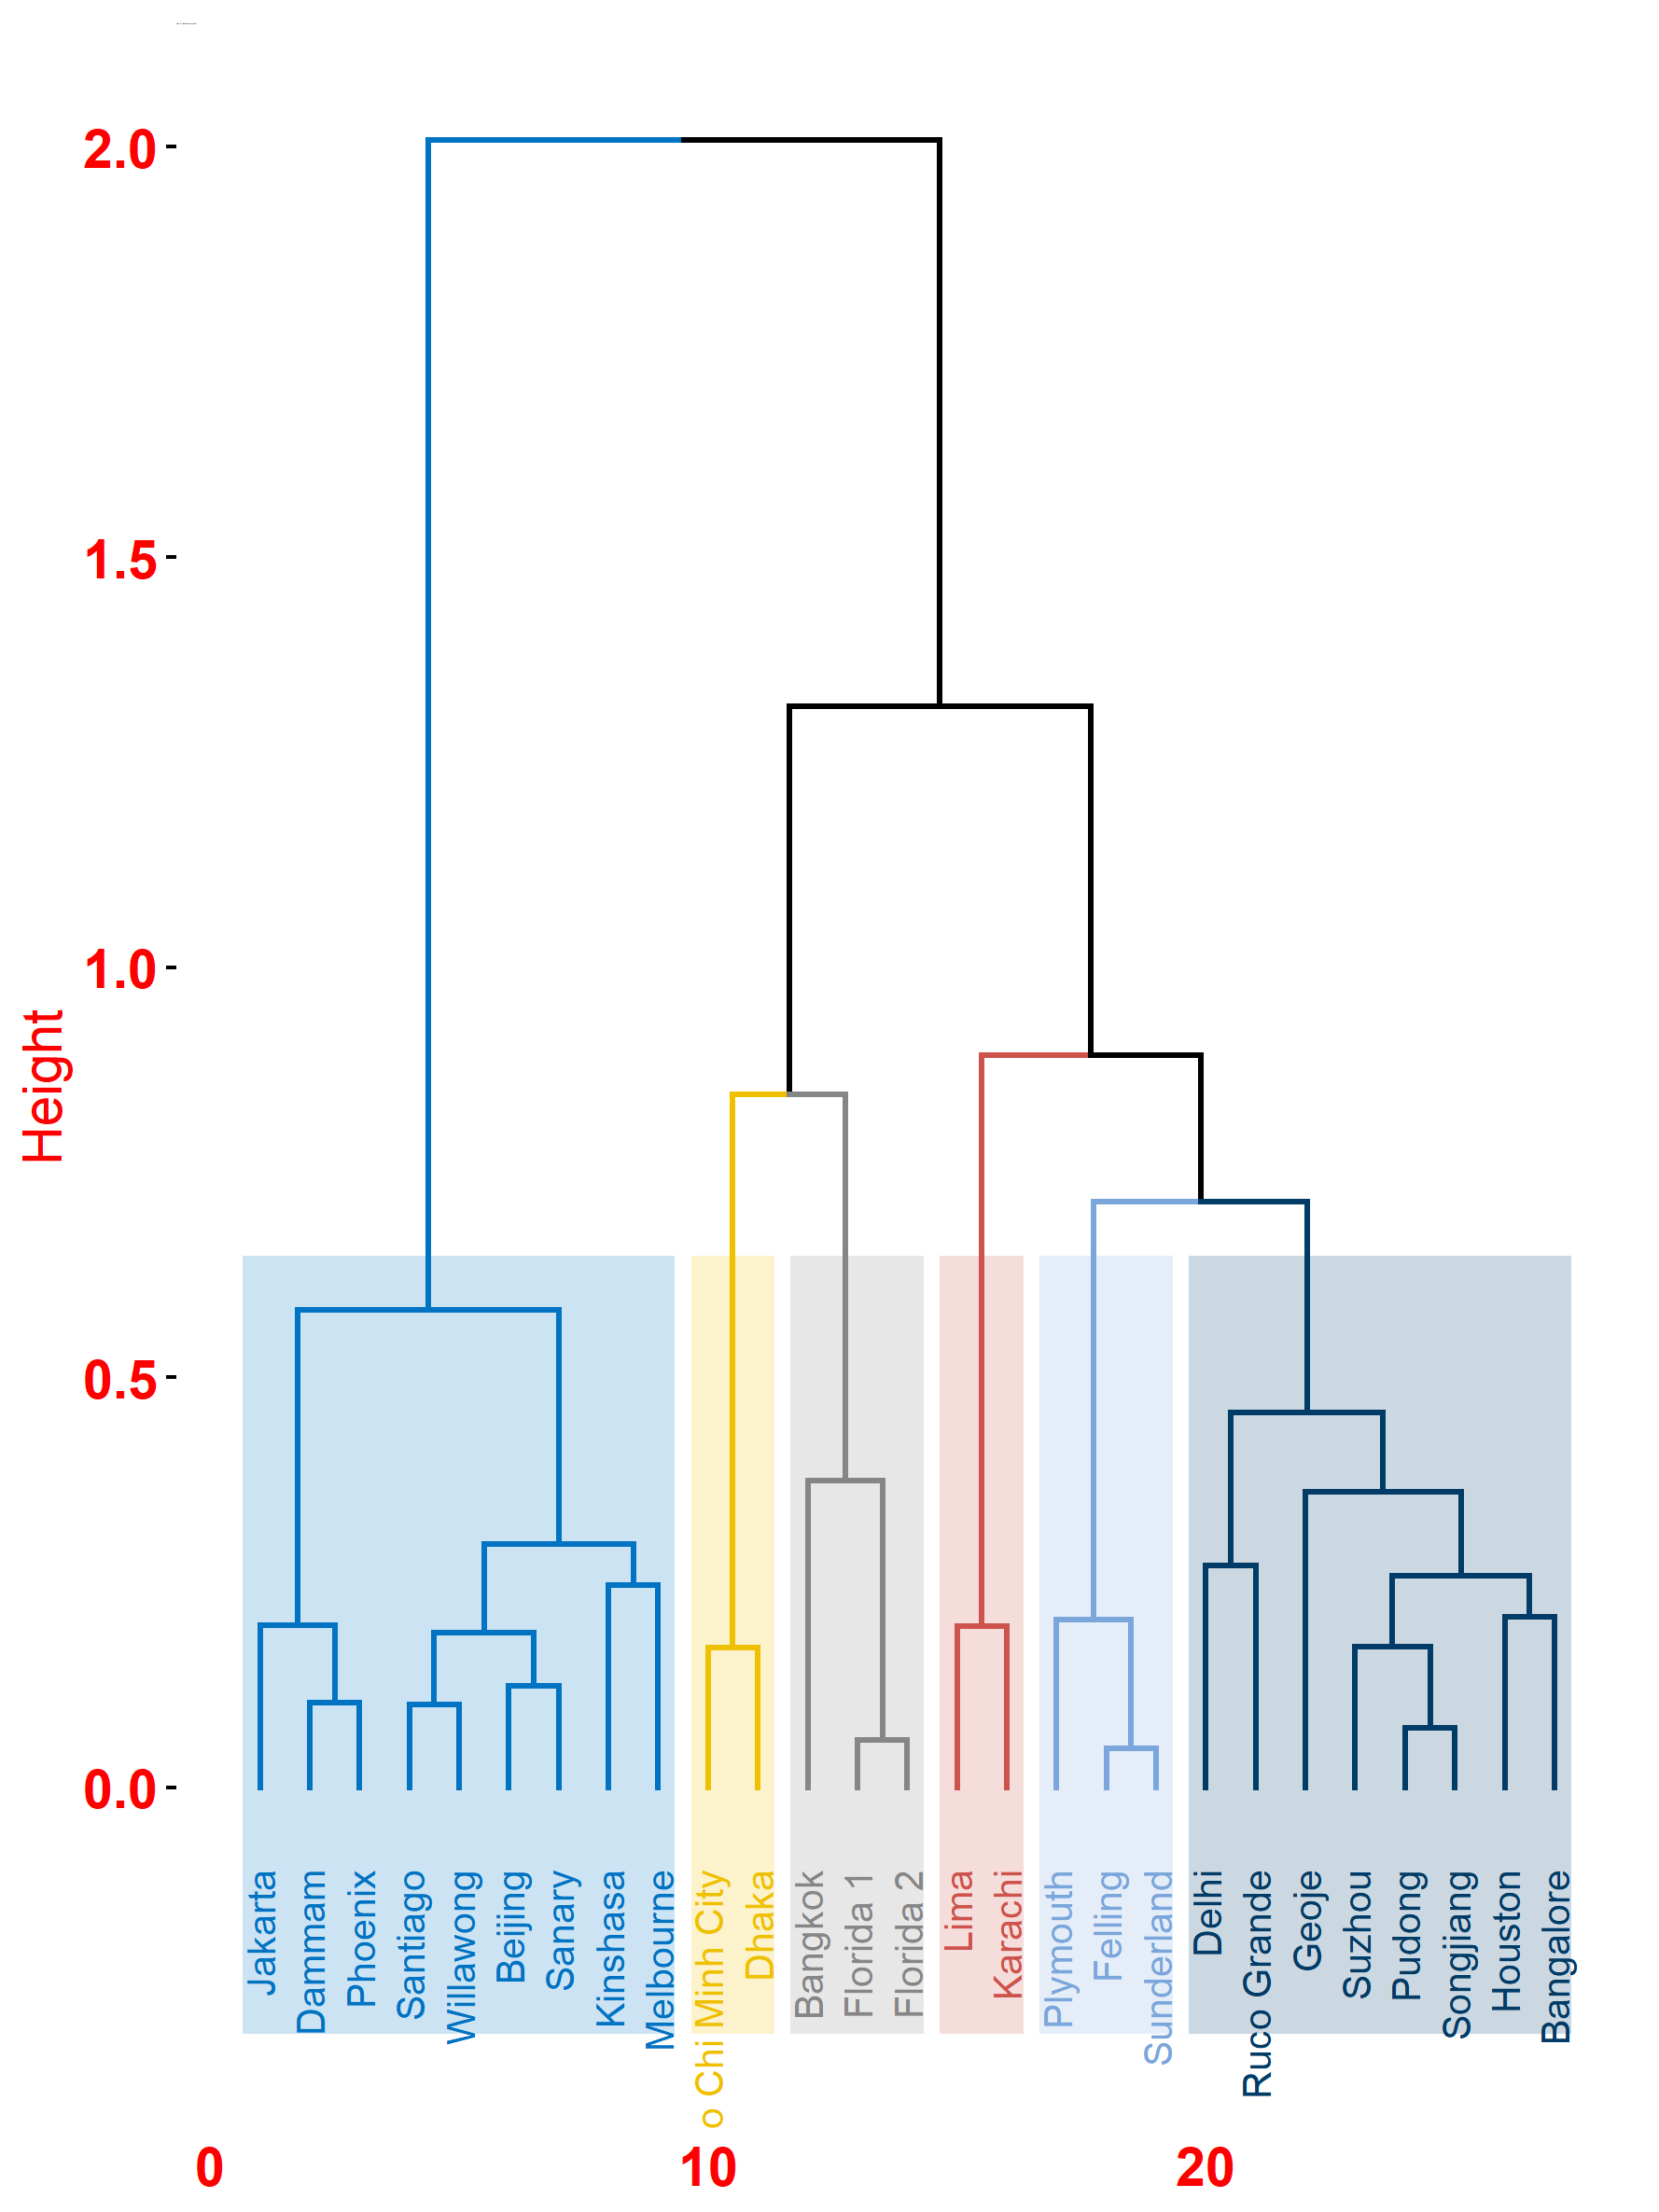 2.0
1.5
1.0
0.5
0.0
Height
Jakarta
Dammam
Phoenix
Santiago
Willawong
Beijing
Sanary
Kinshasa
Melbourne
o Chi Minh City
Dhaka
Bangkok
Florida 1
Florida 2
Lima
Karachi
Plymouth
Felling
Sunderland
Delhi
Ruco Grande
Geoje
Suzhou
Pudong
Songjiang
Houston
Bangalore
0
10
20